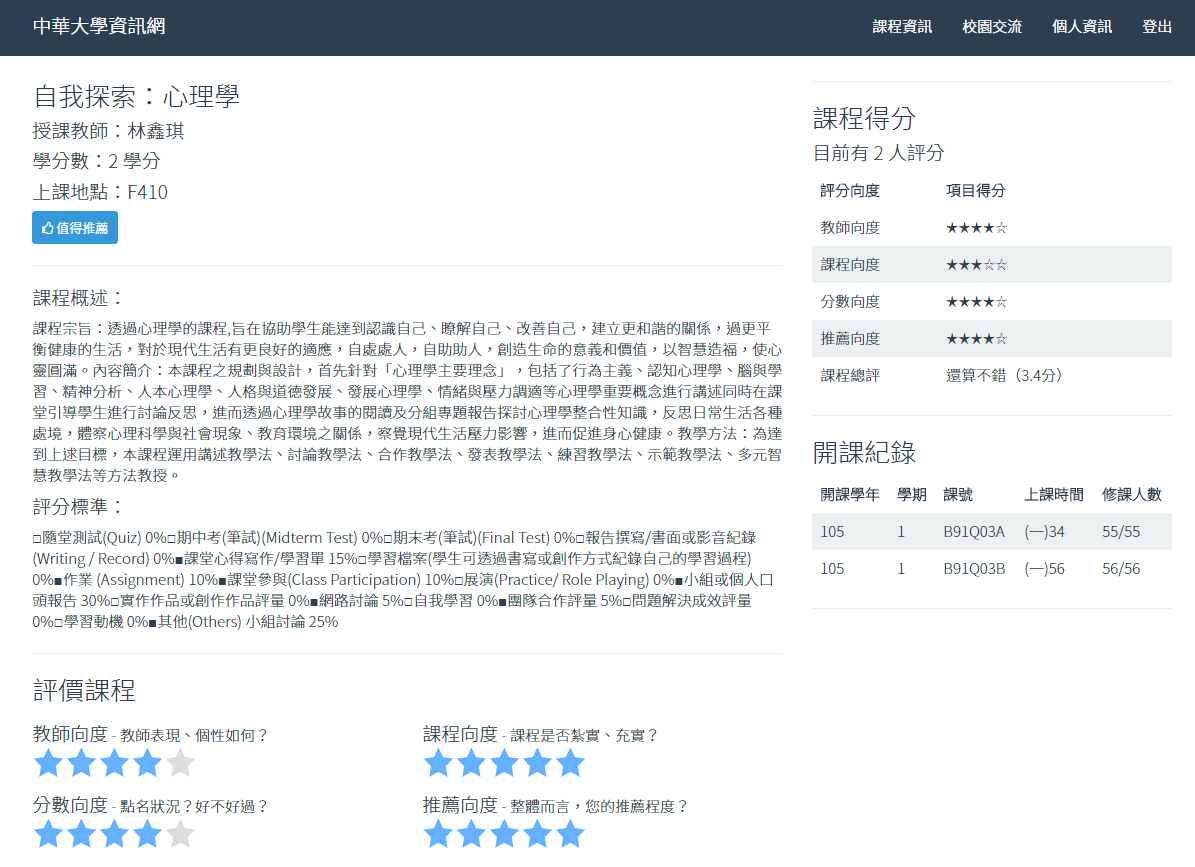 中華大學資訊網
課程資訊 校園交流 個人資訊 登出
自我探索：心理學
授課教師：林鑫琪
學分數：2 學分
上課地點：F410
值得推薦
課程概述：
課程宗旨：透過心理學的課程,旨在協助學生能達到認識自己、瞭解自己、改善自己，建立更和諧的關係，過更平
衡健康的生活，對於現代生活有更良好的適應，自處處人，自助助人，創造生命的意義和價值，以智慧造福，使心
靈圓滿。內容簡介：本課程之規劃與設計，首先針對「心理學主要理念」，包括了行為主義、認知心理學、腦與學
習、精神分析、人本心理學、人格與道德發展、發展心理學、情緒與壓力調適等心理學重要概念進行講述同時在課
堂引導學生進行討論反思，進而透過心理學故事的閱讀及分組專題報告探討心理學整合性知識，反思日常生活各種
處境，體察心理科學與社會現象、教育環境之關係，察覺現代生活壓力影響，進而促進身心健康。教學方法：為達
到上逑目標，本課程運用講述教學法、討論教學法、合作教學法、發表教學法、練習教學法、示範教學法、多元智
慧教學法等方法教授。
評分標準：
□隨堂測試(Quiz) 0%□期中考(筆試)(Midterm Test) 0%□期末考(筆試)(Final Test) 0%□報告撰寫/書面或影音紀錄
(Writing / Record) 0%■課堂心得寫作/學習單 15%□學習檔案(學生可透過書寫或創作方式紀錄自己的學習過程)
0%■作業 (Assignment) 10%■課堂參與(Class Participation) 10%□展演(Practice/ Role Playing) 0%■小組或個人口
頭報告 30%□實作作品或創作作品評量 0%■網路討論 5%□自我學習 0%■團隊合作評量 5%□問題解決成效評量
0%□學習動機 0%■其他(Others) 小組討論 25%
評價課程
教師向度 - 教師表現、個性如何？
課程向度 - 課程是否紮實、充實？
分數向度 - 點名狀況？好不好過？
推薦向度 - 整體而言，您的推薦程度？
課程得分
目前有 2 人評分
評分向度 項目得分
教師向度 ★★★★☆
課程向度 ★★★☆☆
分數向度 ★★★★☆
推薦向度 ★★★★☆
課程總評 還算不錯（3.4分）
開課紀錄
開課學年 學期 課號 上課時間 修課人數
105 1 B91Q03A (一)34 55/55
105 1 B91Q03B (一)56 56/56